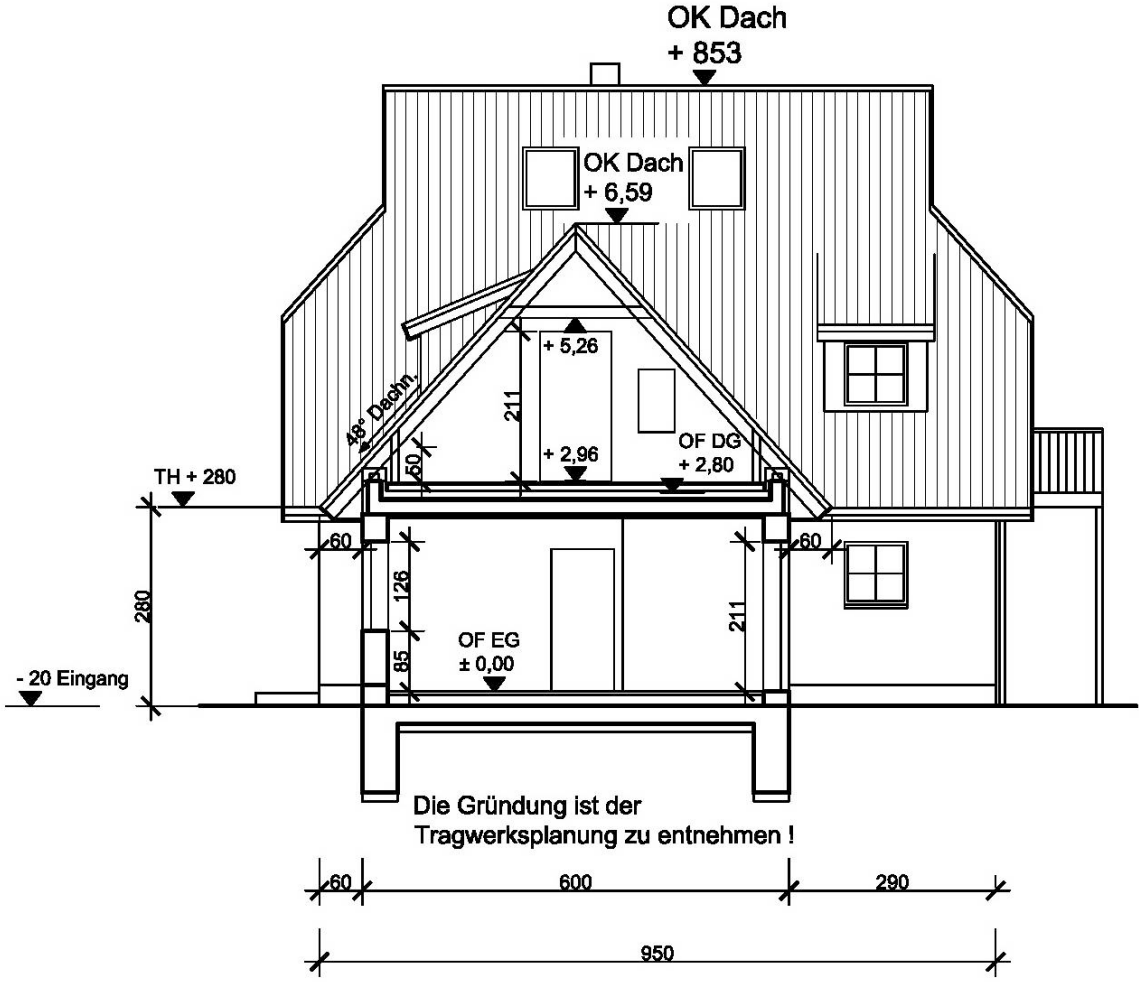 OK Dach
+ 853
OK Dach
+ 6,59
+ 5,26
48° Dachn.
211
50
+ 2,96
OF DG
+ 2,80
TH + 280
60
60
280
126
211
OF EG
± 0,00
85
- 20 Eingang
Die Gründung ist der
Tragwerksplanung zu entnehmen !
60
600
290
950